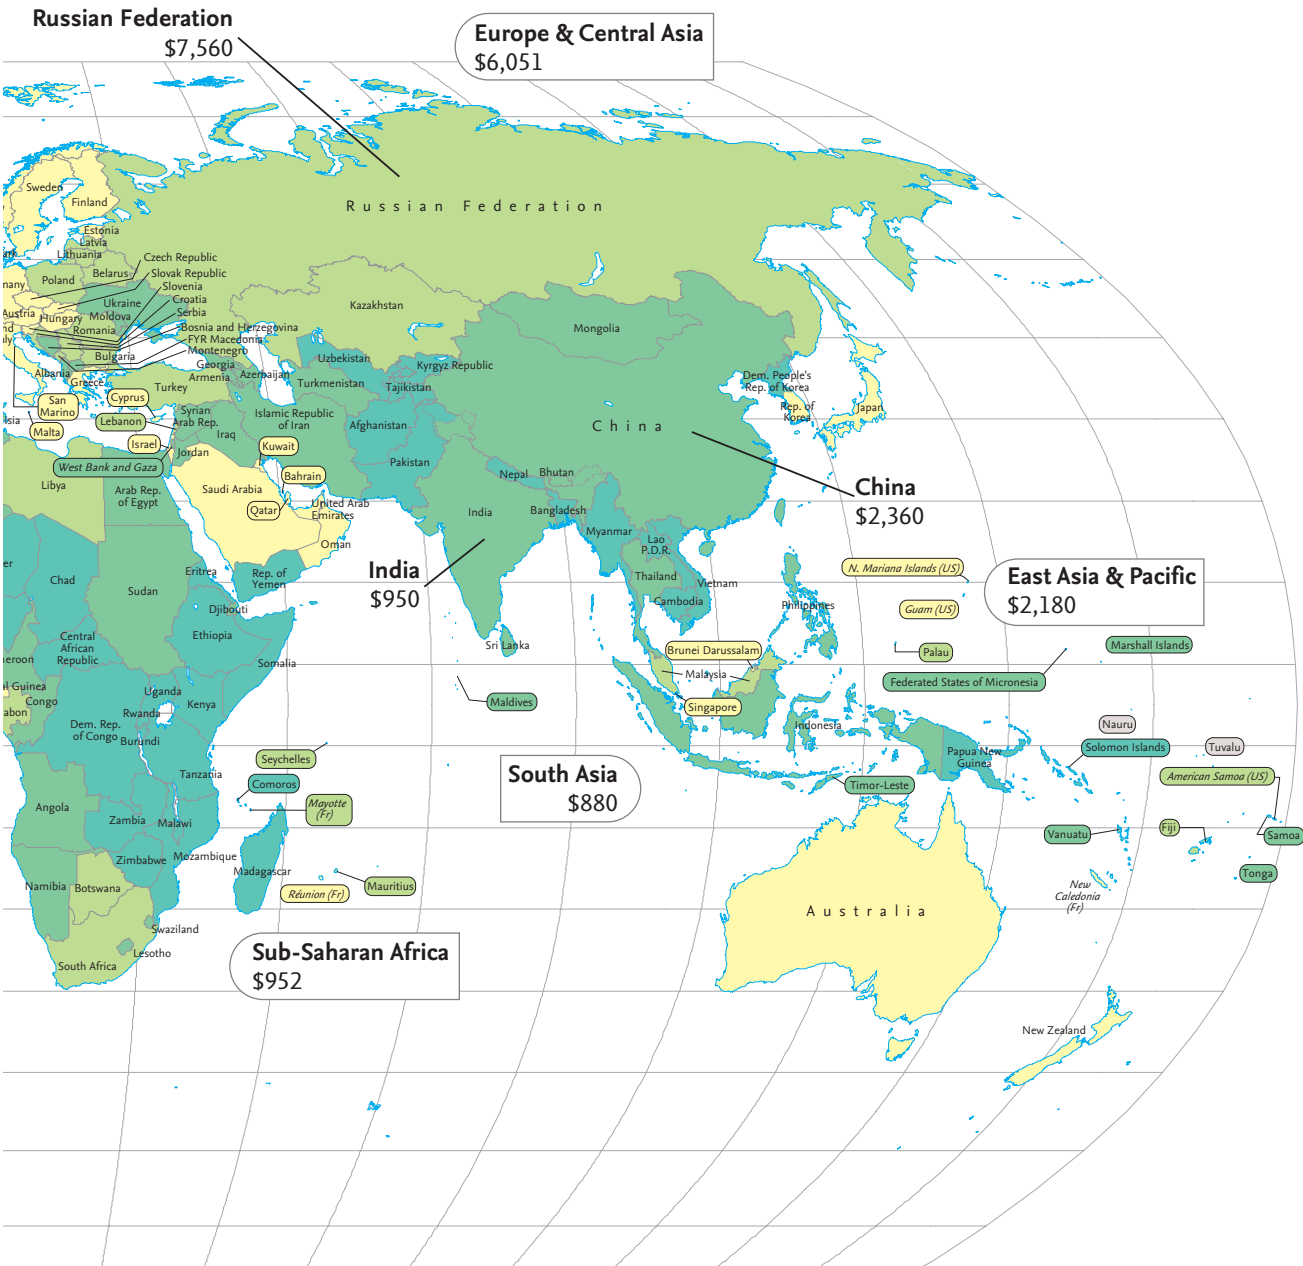 Russian Federation
$7,560
Europe & Central Asia
$6,051
Sweden
Finland
Russian Federation
Estonia
Latvia
Lithuania
Czech Republic
Slovak Republic
Slovenia
Croatia
Serbia
Bosnia and Herzegovina
FYR Macedonia
Montenegro
Poland
Belarus
Ukraine
Moldova
Romania
Austria
Hungary
Bulgaria
Albania
Greece
Turkey
Georgia
Armenia
Azerbaijan
Kazakhstan
Mongolia
Uzbekistan
Kyrgyz Republic
Turkmenistan
Tajikistan
Dem. People's
Rep. of Korea
Rep. of
Korea
Japan
San
Marino
Malta
Cyprus
Lebanon
Israel
West Bank and Gaza
Syrian
Arab Rep.
Iraq
Jordan
Islamic Republic
of Iran
Afghanistan
China
Kuwait
Pakistan
Nepal
Bhutan
Bahrain
Qatar
Saudi Arabia
United Arab
Emirates
Oman
Libya
Arab Rep.
of Egypt
India
Bangladesh
Myanmar
Lao
P.D.R.
Thailand
Vietnam
Cambodia
China
$2,360
India
$950
East Asia & Pacific
$2,180
N. Mariana Islands (US)
Guam (US)
Palau
Marshall Islands
Federated States of Micronesia
Philippines
Brunei Darussalam
Malaysia
Singapore
Indonesia
Sri Lanka
Maldives
Chad
Sudan
Eritrea
Rep. of
Yemen
Djibouti
Ethiopia
Somalia
Central
African
Republic
Congo
Uganda
Rwanda
Kenya
Dem. Rep.
of Congo
Burundi
Tanzania
Seychelles
Comoros
Mayotte
(Fr)
Angola
Zambia
Malawi
Zimbabwe
Mozambique
Madagascar
Namibia
Botswana
Réunion (Fr)
Mauritius
Swaziland
Lesotho
South Africa
South Asia
$880
Sub-Saharan Africa
$952
Nauru
Solomon Islands
Tuvalu
American Samoa (US)
Papua New
Guinea
Timor-Leste
Vanuatu
Fiji
Samoa
Tonga
New
Caledonia
(Fr)
Australia
New Zealand